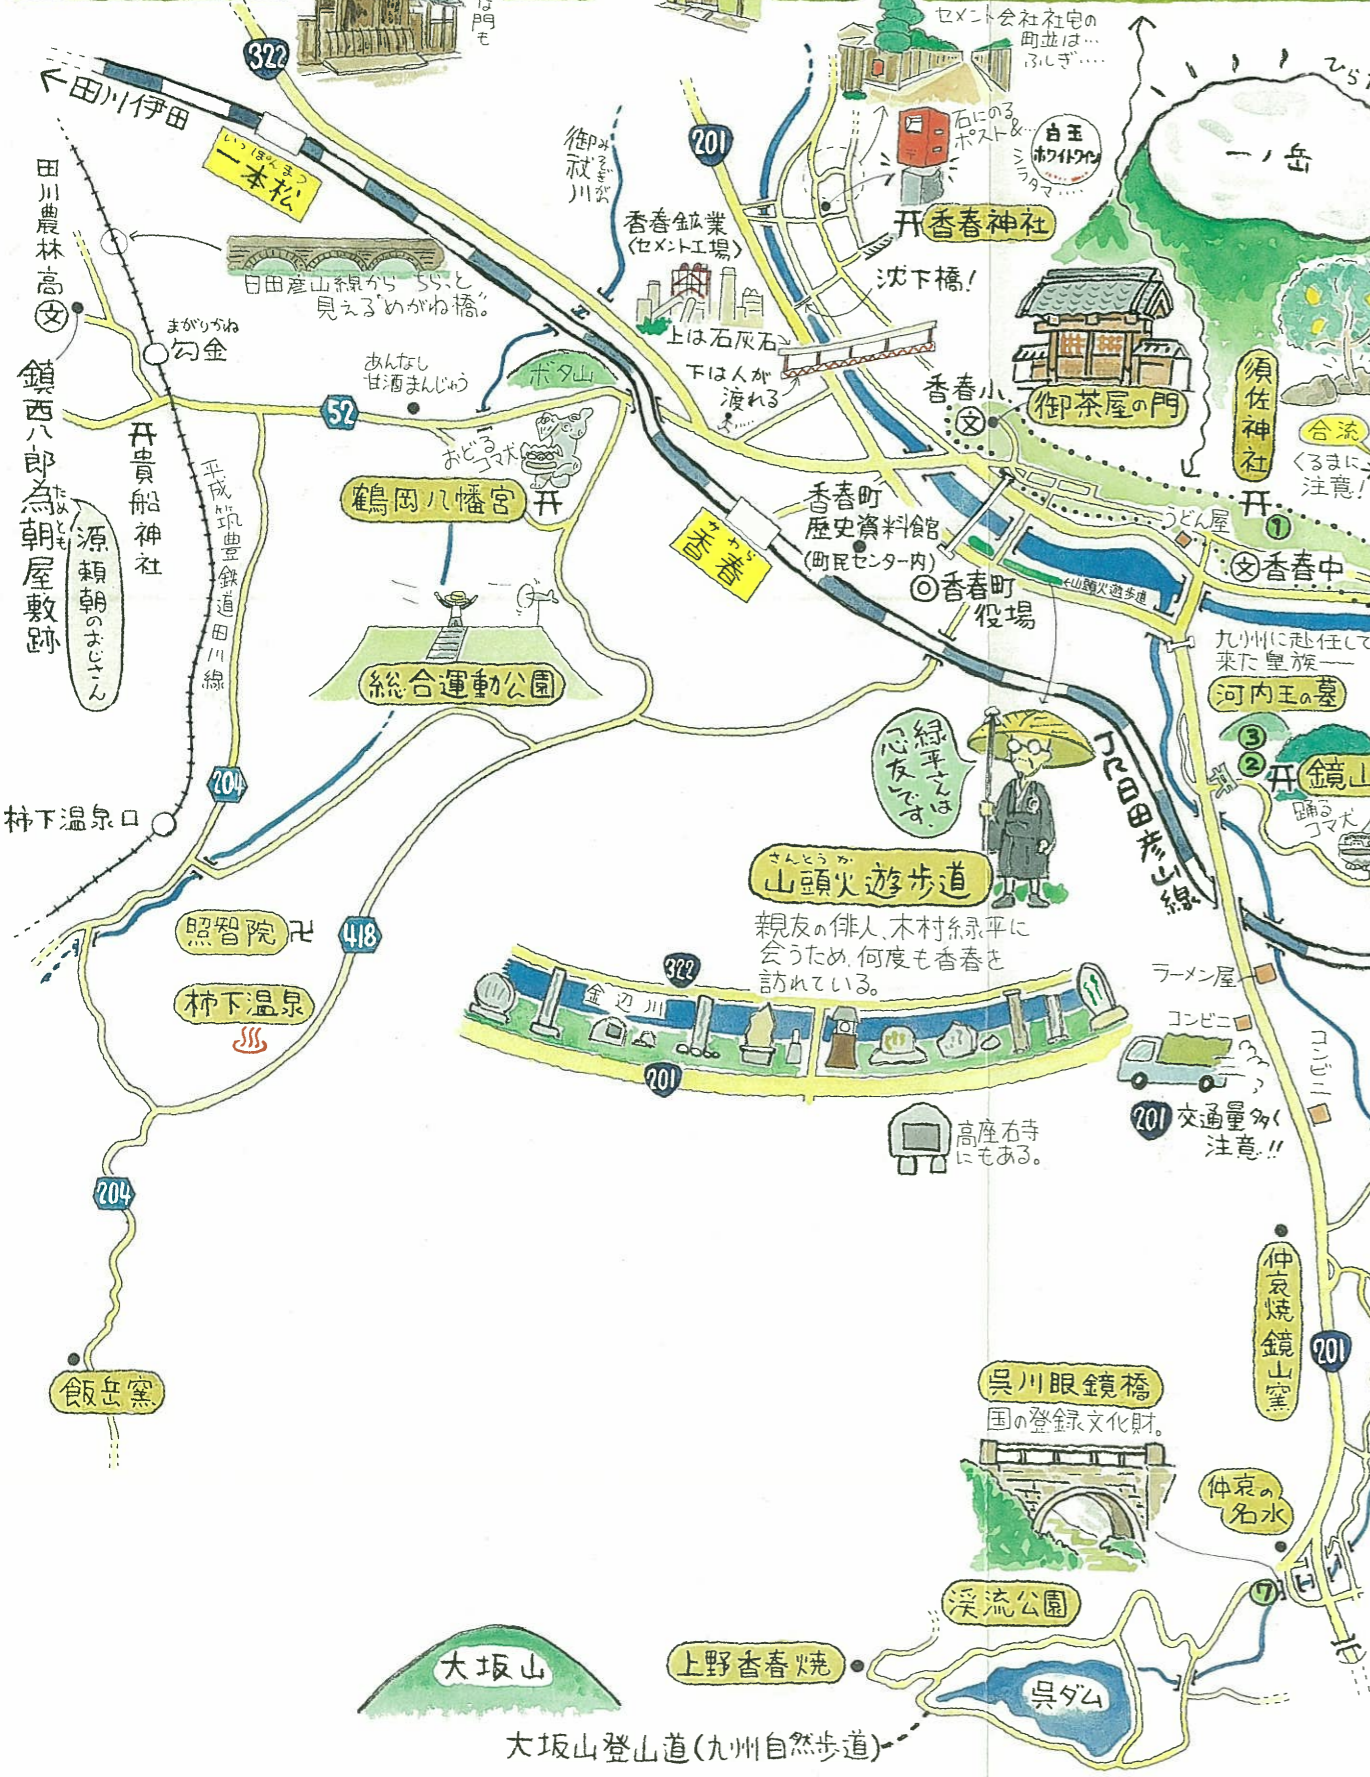 は門も
322
セメント会社社宅の
町並は…
ふしぎ….
←田川伊田
いっぽんまつ
一本松
御祓川
みそぎがわ
201
石にのる
ポスト&…
白玉
ホワイトワイン
シラタマ….
一ノ岳
香春神社
田川農林高
文
香春鉱業
(セメント工場)
沈下橋!
日田彦山線から ちらっと
見える"めがね橋"。
まがりかね
勾金
上は石灰石
下は人が
渡れる
あんなし
甘酒まんじゅう
ボタ山
52
香春小.
文
御茶屋の門
須佐神社
合流
くるまに
注意!
鎮西八郎為朝屋敷跡
ためとも
源頼朝のおじさん
貴船神社
平成筑豊鉄道田川線
おどる
コマ犬
鶴岡八幡宮
香春町
歴史資料館
(町民センター内)
うどん屋
1
文 香春中
かわら
香春
香春町
役場
←山頭火遊歩道
九州に赴任して
来た皇族―
河内王の墓
総合運動公園
3
2
鏡山
踊る
コマ犬
緑平さんは
「心友」です.
JR日田彦山線
204
柿下温泉口
さんとうか
山頭火遊歩道
親友の俳人、木村緑平に
会うため、何度も香春を
訪れている。
照智院
418
柿下温泉
322
金辺川
201
ラーメン屋
コンビニ
コンビニ
201 交通量多く
注意!!
高座石寺
にもある。
204
仲哀焼 鏡山窯
201
飯岳窯
呉川眼鏡橋
国の登録文化財。
仲哀の
名水
7
渓流公園
大坂山
上野香春焼
呉ダム
大坂山登山道(九州自然歩道)